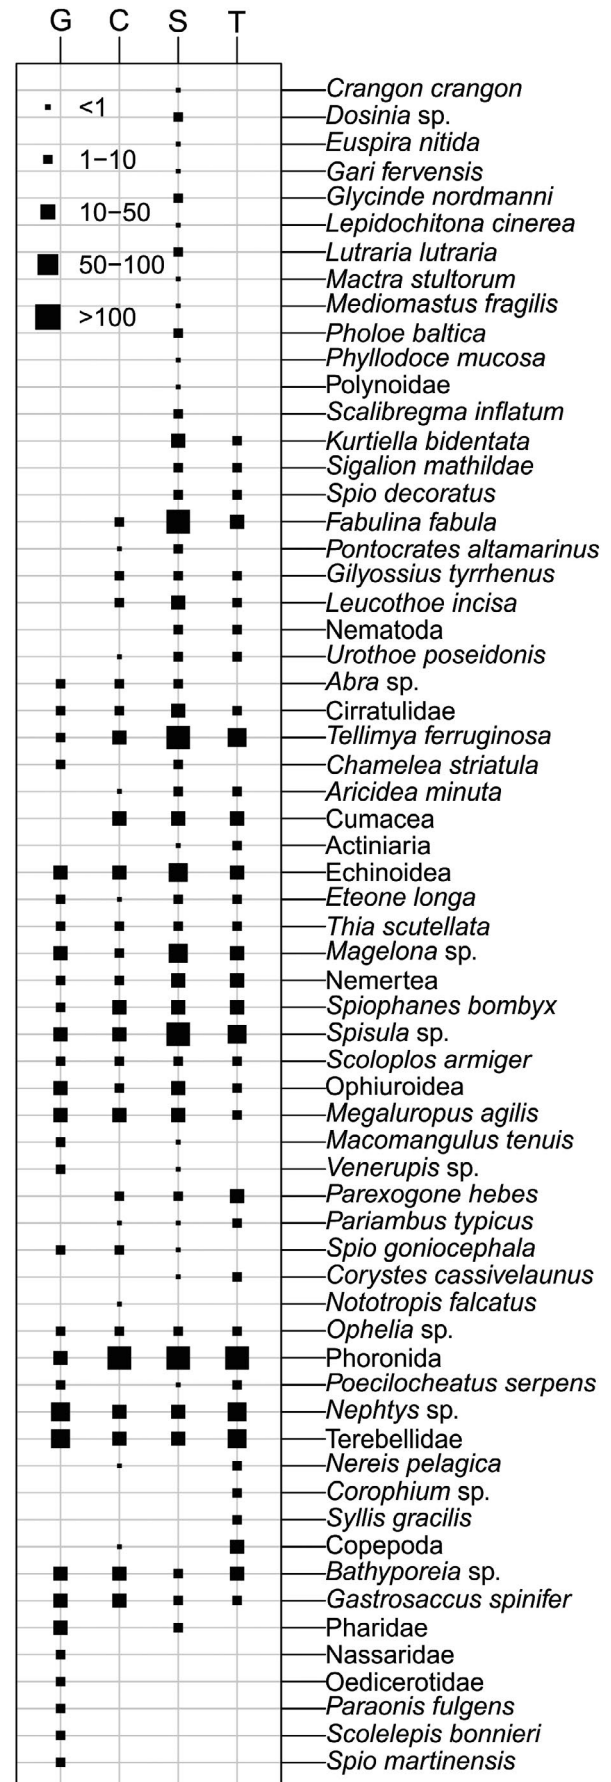 G C S T
<1
1–10
10–50
50–100
>100
Crangon crangon
Dosinia sp.
Euspira nitida
Gari fervensis
Glycinde nordmanni
Lepidochitona cinerea
Lutraria lutraria
Mactra stultorum
Mediomastus fragilis
Pholoe baltica
Phyllodoce mucosa
Polynoidae
Scalibregma inflatum
Kurtiella bidentata
Sigalion mathildae
Spio decoratus
Fabulina fabula
Pontocrates altamarinus
Gilyossius tyrrhenus
Leucothoe incisa
Nematoda
Urothoe poseidonis
Abra sp.
Cirratulidae
Tellimya ferruginosa
Chamelea striatula
Aricidea minuta
Cumacea
Actiniaria
Echinoidea
Eteone longa
Thia scutellata
Magelona sp.
Nemertea
Spiophanes bombyx
Spisula sp.
Scoloplos armiger
Ophiuroidea
Megaluropus agilis
Macomangulus tenuis
Venerupis sp.
Parexogone hebes
Pariambus typicus
Spio goniocephala
Corystes cassivelaunus
Nototropis falcatus
Ophelia sp.
Phoronida
Poecilocheatus serpens
Nephtys sp.
Terebellidae
Nereis pelagica
Corophium sp.
Syllis gracilis
Copepoda
Bathyporeia sp.
Gastrosaccus spinifer
Pharidae
Nassaridae
Oedicerotidae
Paraonis fulgens
Scolelepis bonnieri
Spio martinensis